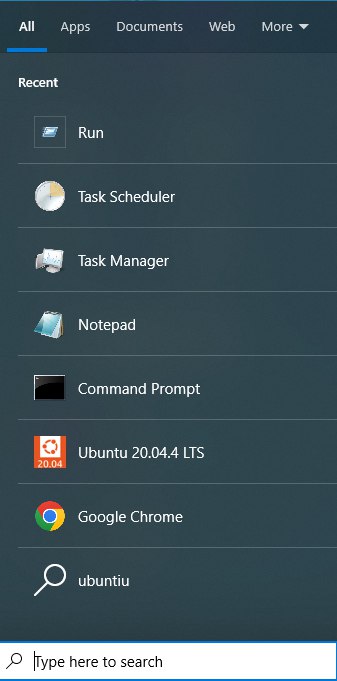 All Apps Documents Web More
Recent
Run
Task Scheduler
Task Manager
Notepad
Command Prompt
20.04 Ubuntu 20.04.4 LTS
Google Chrome
ubuntiu
Type here to search